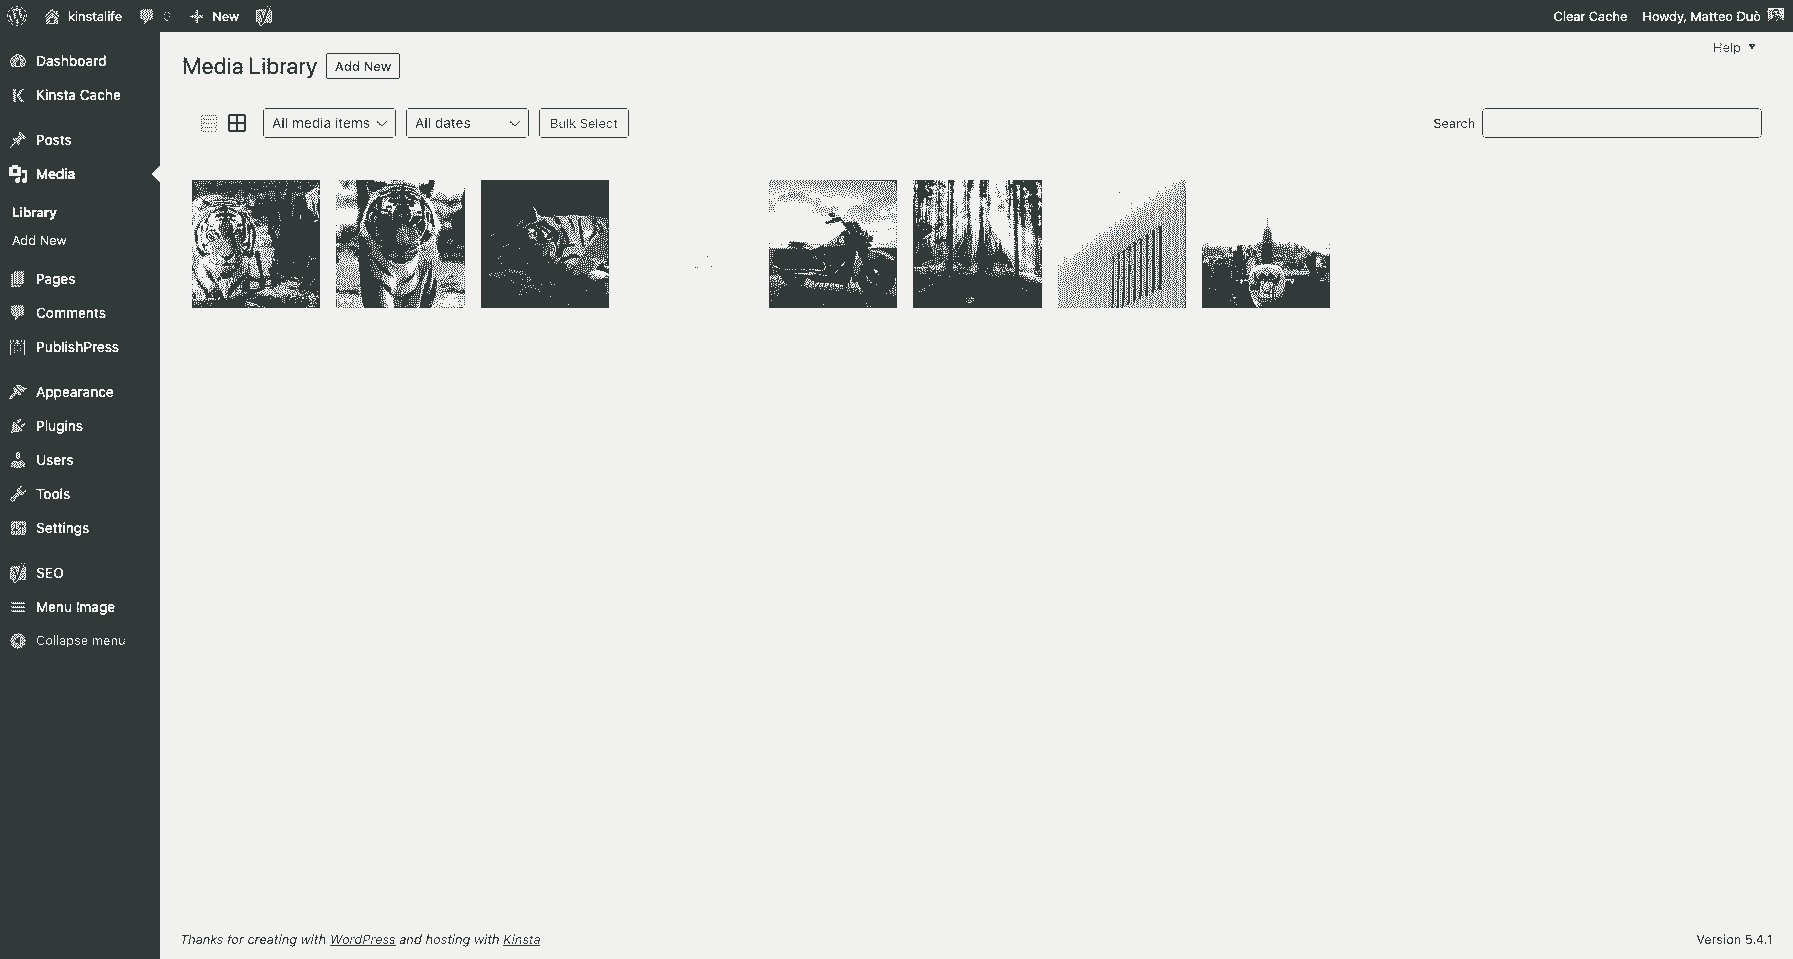 kinstalife
0
New
Clear Cache
Howdy, Matteo Duò
Dashboard
Kinsta Cache
Posts
Media
Library
Add New
Pages
Comments
PublishPress
Appearance
Plugins
Users
Tools
Settings
SEO
Menu Image
Collapse menu
Help
Media Library
Add New
All media items
All dates
Bulk Select
Search
Thanks for creating with WordPress and hosting with Kinsta
Version 5.4.1